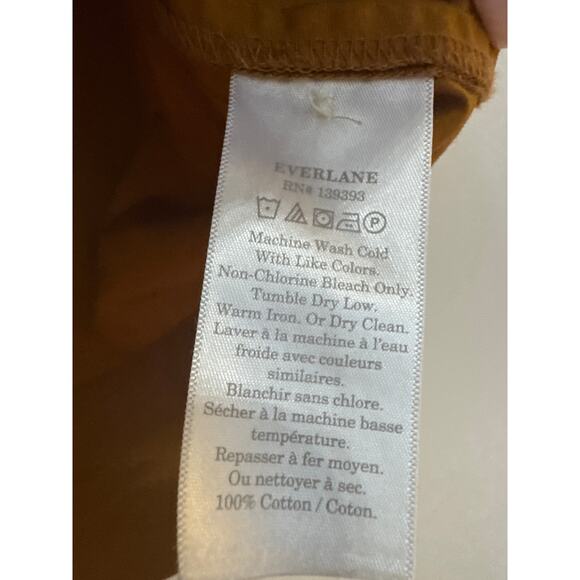 EVERLANE
RN# 139393
P
Machine Wash Cold
With Like Colors.
Non-Chlorine Bleach Only.
Tumble Dry Low.
Warm Iron. Or Dry Clean.
Laver à la machine à l'eau
froide avec couleurs
similaires.
Blanchir sans chlore.
Sécher à la machine basse
température.
Repasser à fer moyen.
Ou nettoyer à sec.
100% Cotton / Coton.